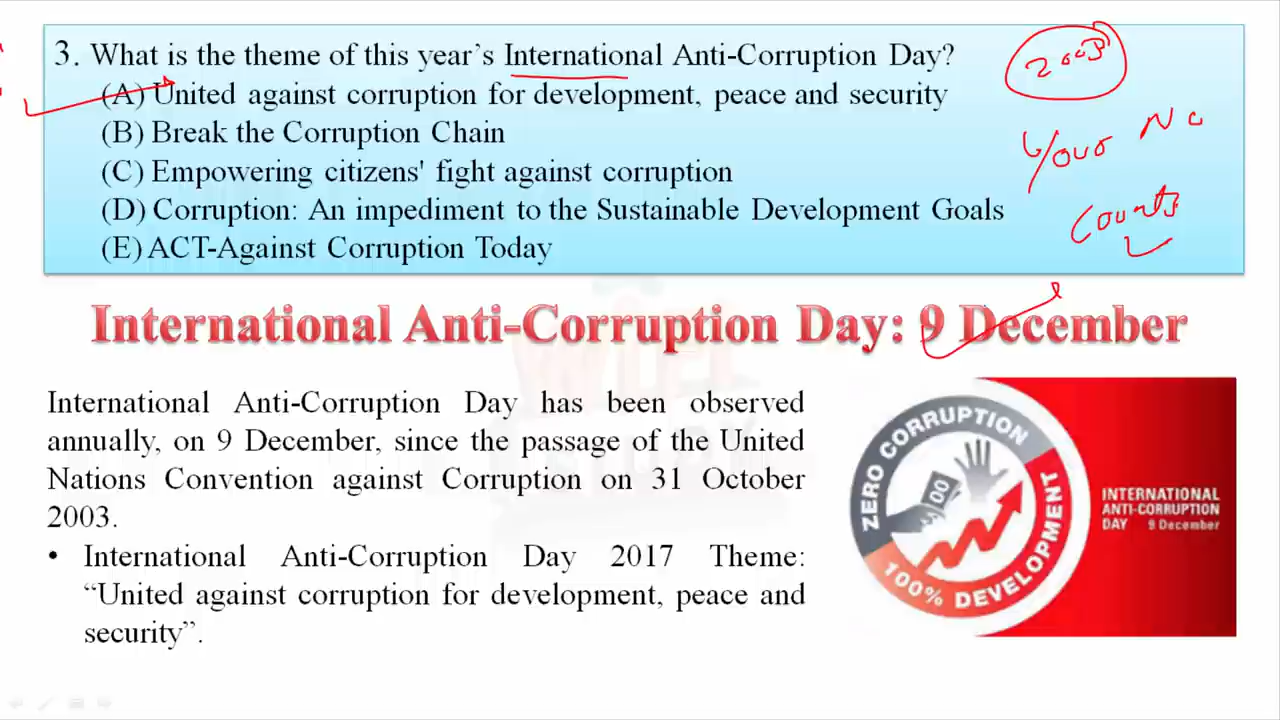 3. What is the theme of this year's International Anti-Corruption Day?
(A) United against corruption for development, peace and security
(B) Break the Corruption Chain
(C) Empowering citizens' fight against corruption
(D) Corruption: An impediment to the Sustainable Development Goals
(E) ACT-Against Corruption Today
2003
Your No
Counts
International Anti-Corruption Day: 9 December
International Anti-Corruption Day has been observed
annually, on 9 December, since the passage of the United
Nations Convention against Corruption on 31 October
2003.
• International Anti-Corruption Day 2017 Theme:
“United against corruption for development, peace and
security”.
ZERO CORRUPTION
100% DEVELOPMENT
00
INTERNATIONAL
ANTI-CORRUPTION
DAY 9 December